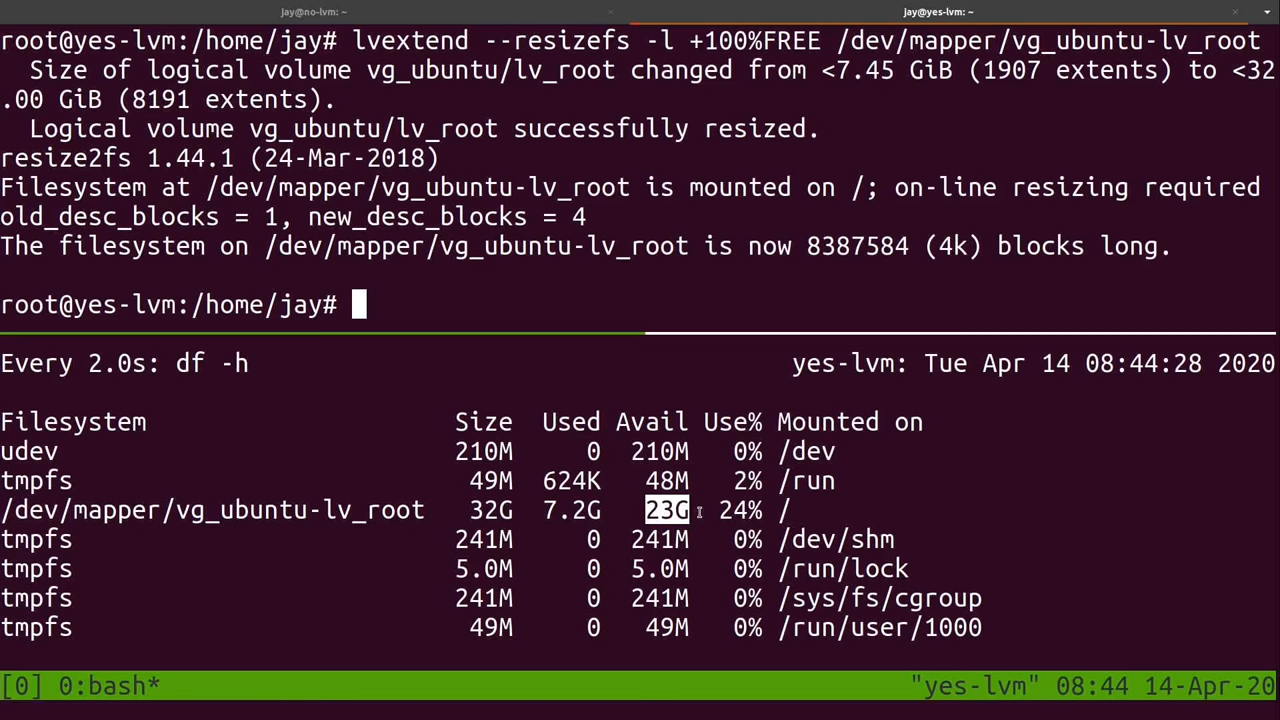 jay@no-lvm: ~ × jay@yes-lvm: ~ ×
root@yes-lvm:/home/jay# lvextend --resizefs -l +100%FREE /dev/mapper/vg_ubuntu-lv_root
  Size of logical volume vg_ubuntu/lv_root changed from <7.45 GiB (1907 extents) to <32
.00 GiB (8191 extents).
  Logical volume vg_ubuntu/lv_root successfully resized.
resize2fs 1.44.1 (24-Mar-2018)
Filesystem at /dev/mapper/vg_ubuntu-lv_root is mounted on /; on-line resizing required
old_desc_blocks = 1, new_desc_blocks = 4
The filesystem on /dev/mapper/vg_ubuntu-lv_root is now 8387584 (4k) blocks long.
root@yes-lvm:/home/jay#
Every 2.0s: df -h yes-lvm: Tue Apr 14 08:44:28 2020
Filesystem Size Used Avail Use% Mounted on
udev 210M 0 210M 0% /dev
tmpfs 49M 624K 48M 2% /run
/dev/mapper/vg_ubuntu-lv_root 32G 7.2G 23G 24% /
tmpfs 241M 0 241M 0% /dev/shm
tmpfs 5.0M 0 5.0M 0% /run/lock
tmpfs 241M 0 241M 0% /sys/fs/cgroup
tmpfs 49M 0 49M 0% /run/user/1000
[0] 0:bash* "yes-lvm" 08:44 14-Apr-20